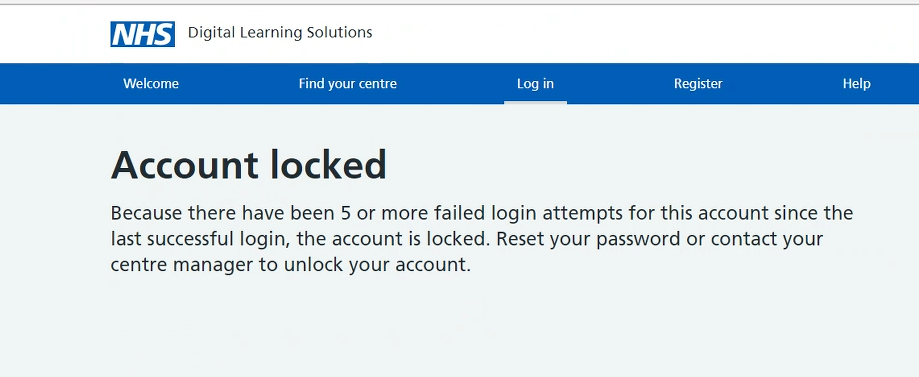 NHS Digital Learning Solutions
Welcome Find your centre Log in Register Help
Account locked
Because there have been 5 or more failed login attempts for this account since the
last successful login, the account is locked. Reset your password or contact your
centre manager to unlock your account.